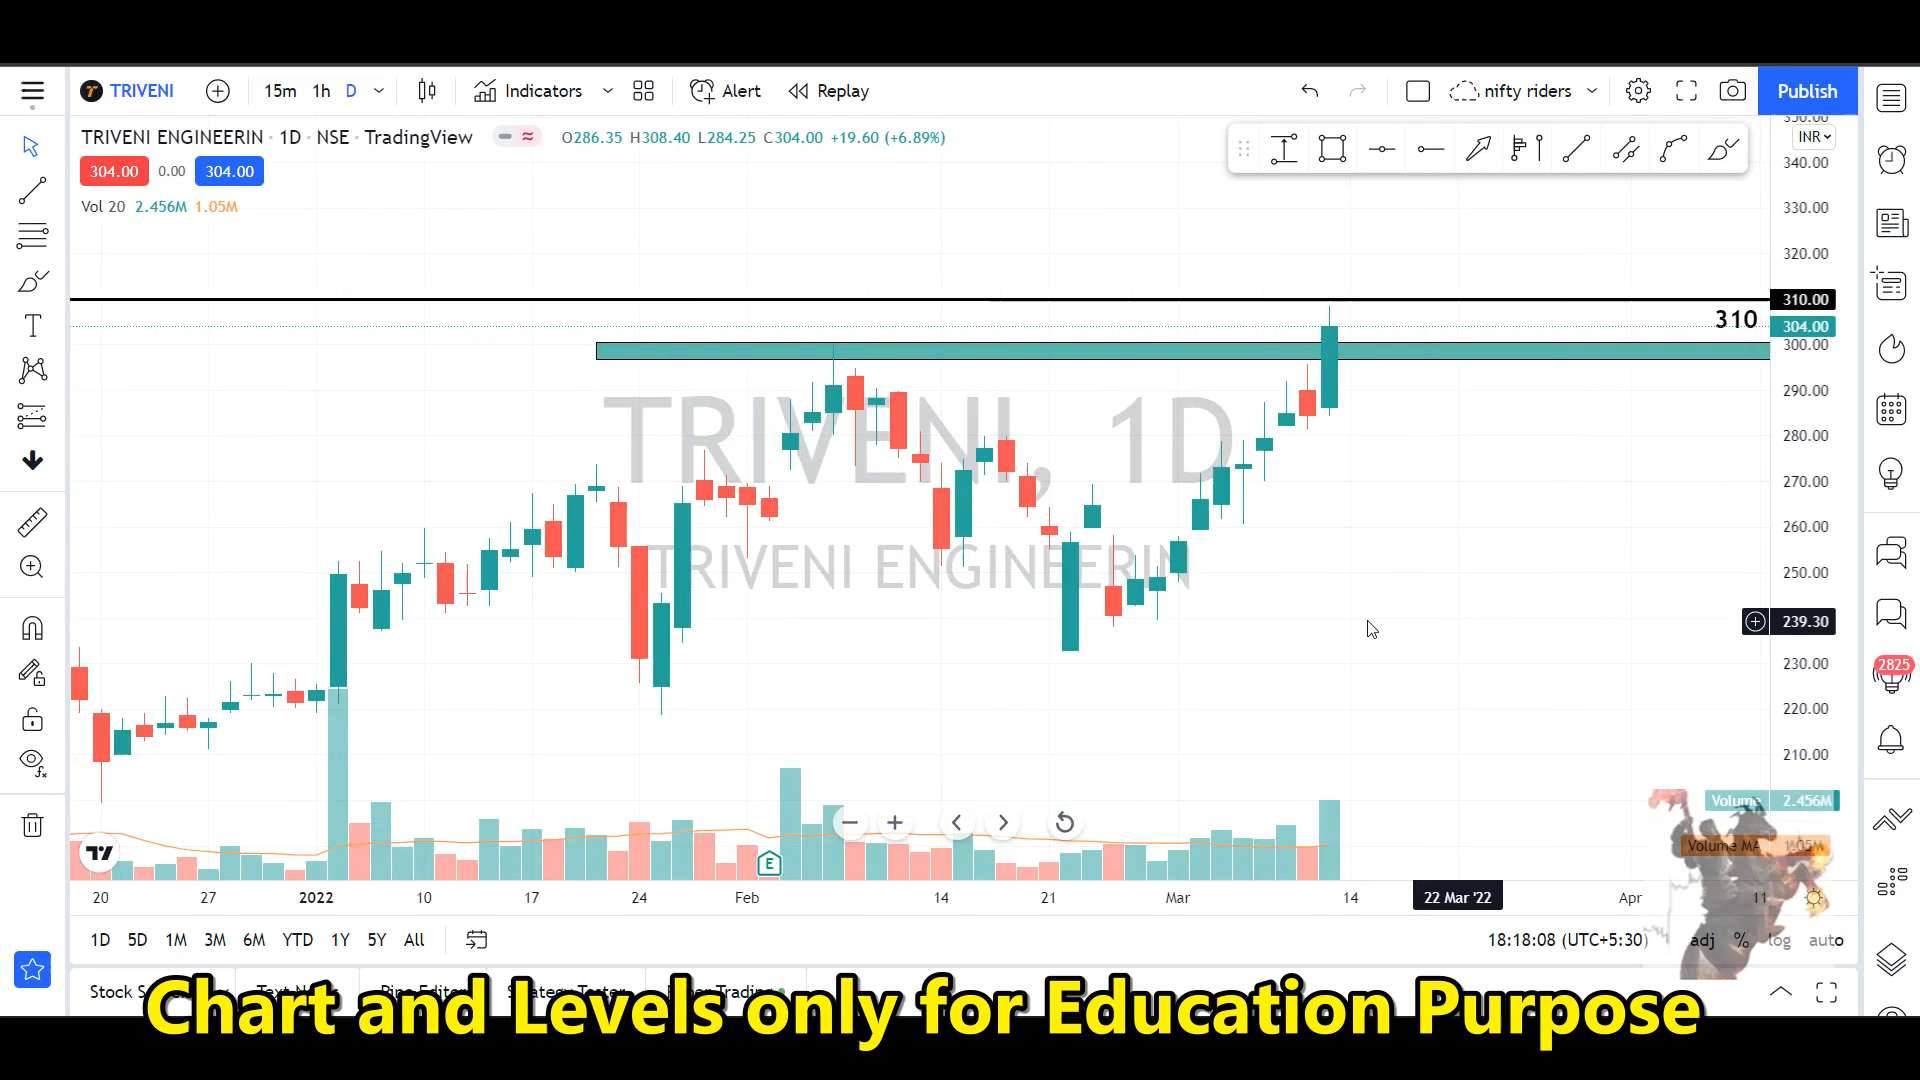 TRIVENI 15m 1h D Indicators Alert Replay nifty riders Publish
TRIVENI ENGINEERIN · 1D · NSE · TradingView O286.35 H308.40 L284.25 C304.00 +19.60 (+6.89%)
INR
304.00 0.00 304.00
Vol 20 2.456M 1.05M
340.00
330.00
320.00
310.00
310
304.00
300.00
290.00
TRIVENI, 1D
280.00
270.00
260.00
TRIVENI ENGINEERIN
250.00
239.30
230.00
2825
220.00
210.00
Volume 2.456M
Volume MA 1.05M
E
20 27 2022 10 17 24 Feb 14 21 Mar 14 22 Mar '22 Apr 11
1D 5D 1M 3M 6M YTD 1Y 5Y All 18:18:08 (UTC+5:30) adj % log auto
Chart and Levels only for Education Purpose